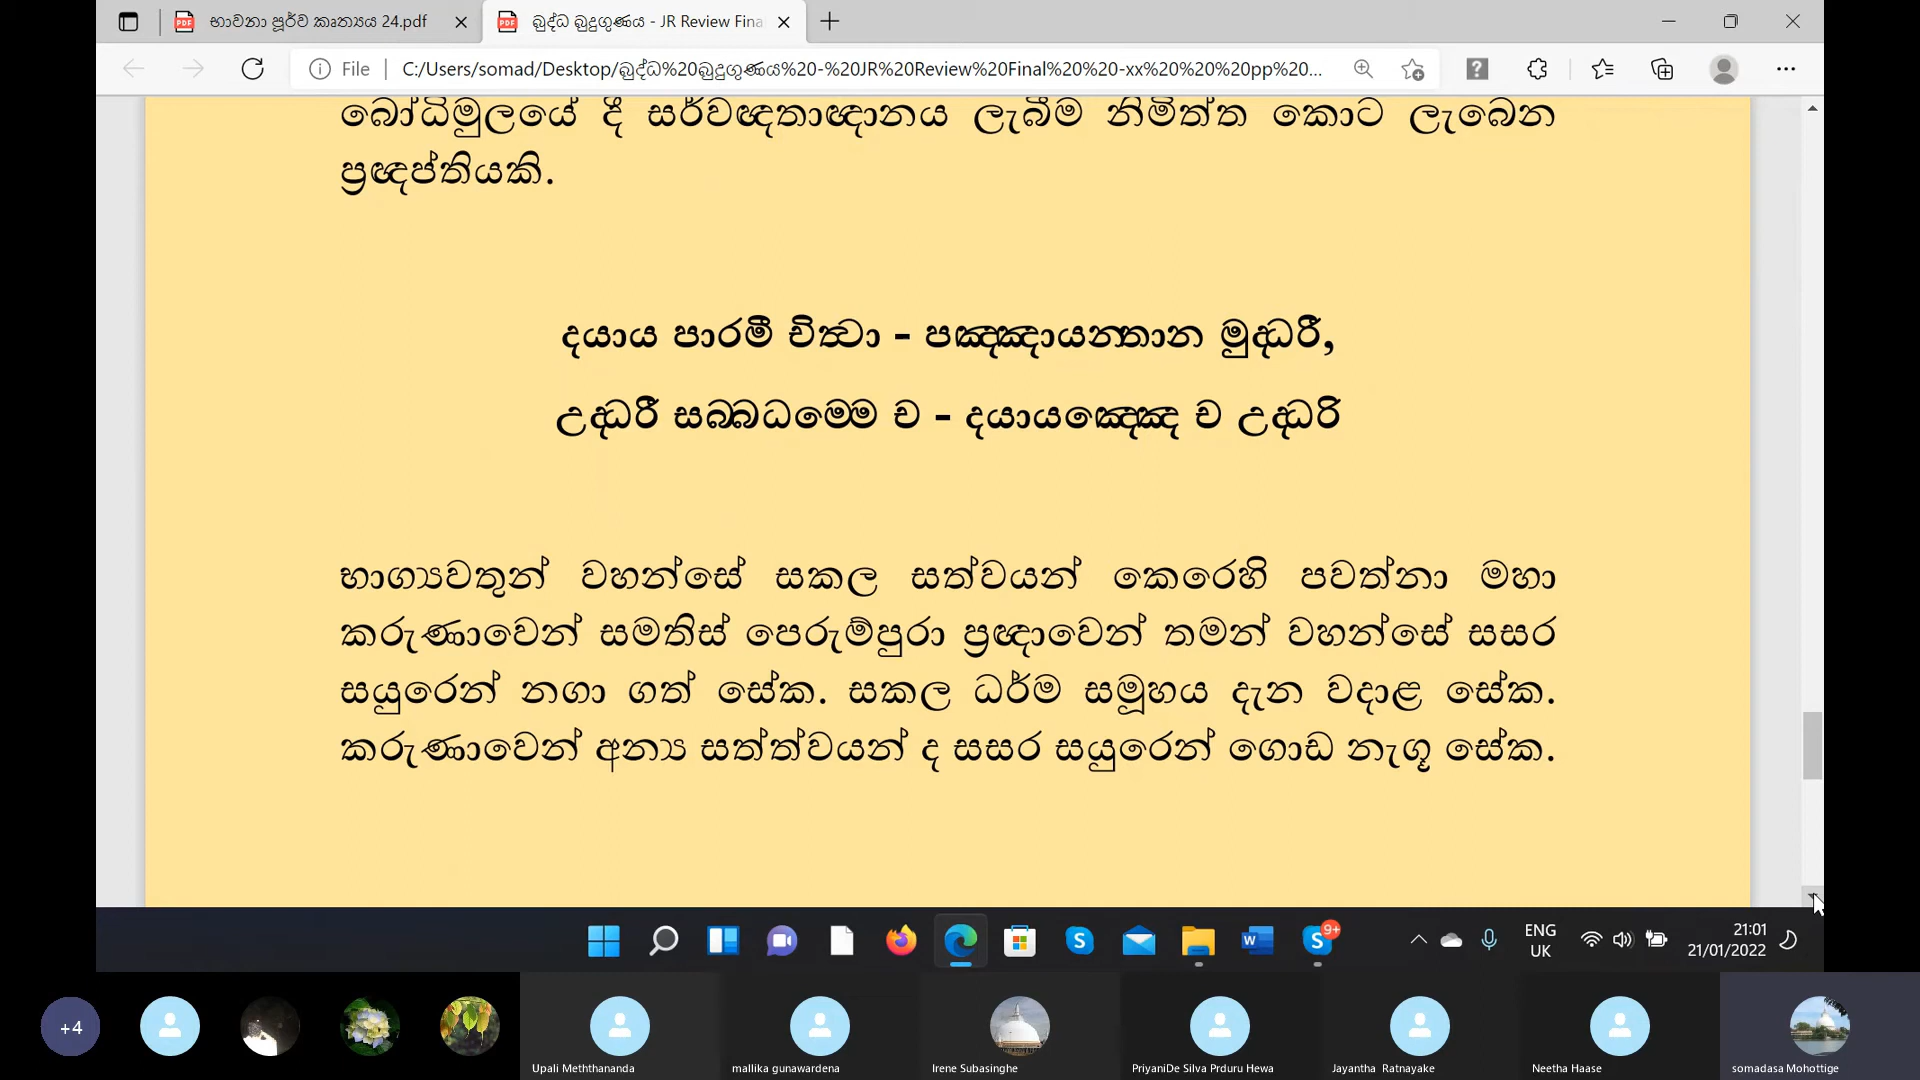 භාවනා පූර්ව කෘත්‍යය 24.pdf
බුද්ධ බුදුගුණය - JR Review Fina
File
C:/Users/somad/Desktop/බුද්ධ%20බුදුගුණය%20-%20JR%20Review%20Final%20%20-xx%20%20%20pp%20...
බෝධිමුලයේ දී සර්වඥතාඥානය ලැබීම නිමිත්ත කොට ලැබෙන
ප්‍රඥප්තියකි.
දයාය පාරමී චිත්‍වා - පඤ්‍ඤායන්‍තාන මුද්‍ධරී,
උද්‍ධරී සබ්‍බධම්‍මෙ ච - දයායඤ්‍ඤෙ ච උද්‍ධරි
භාග්‍යවතුන් වහන්සේ සකල සත්වයන් කෙරෙහි පවත්නා මහා
කරුණාවෙන් සමතිස් පෙරුම්පුරා ප්‍රඥාවෙන් තමන් වහන්සේ සසර
සයුරෙන් නගා ගත් සේක. සකල ධර්ම සමූහය දැන වදාළ සේක.
කරුණාවෙන් අන්‍ය සත්ත්වයන් ද සසර සයුරෙන් ගොඩ නැගූ සේක.
9+
ENG
UK
21:01
21/01/2022
+4
Upali Meththananda
mallika gunawardena
Irene Subasinghe
PriyaniDe Silva Prduru Hewa
Jayantha Ratnayake
Neetha Haase
somadasa Mohottige